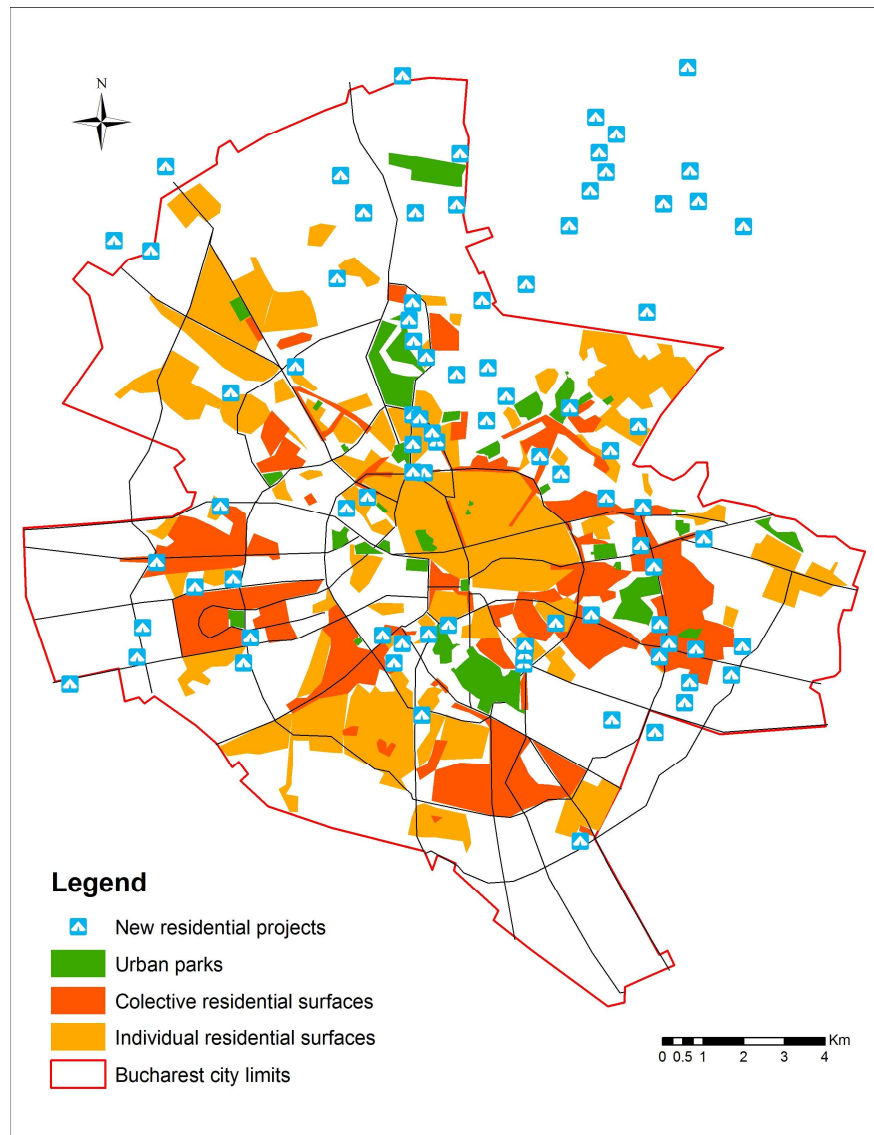 N
Legend
New residential projects
Urban parks
Colective residential surfaces
Individual residential surfaces
Bucharest city limits
Km
0 0.5 1 2 3 4